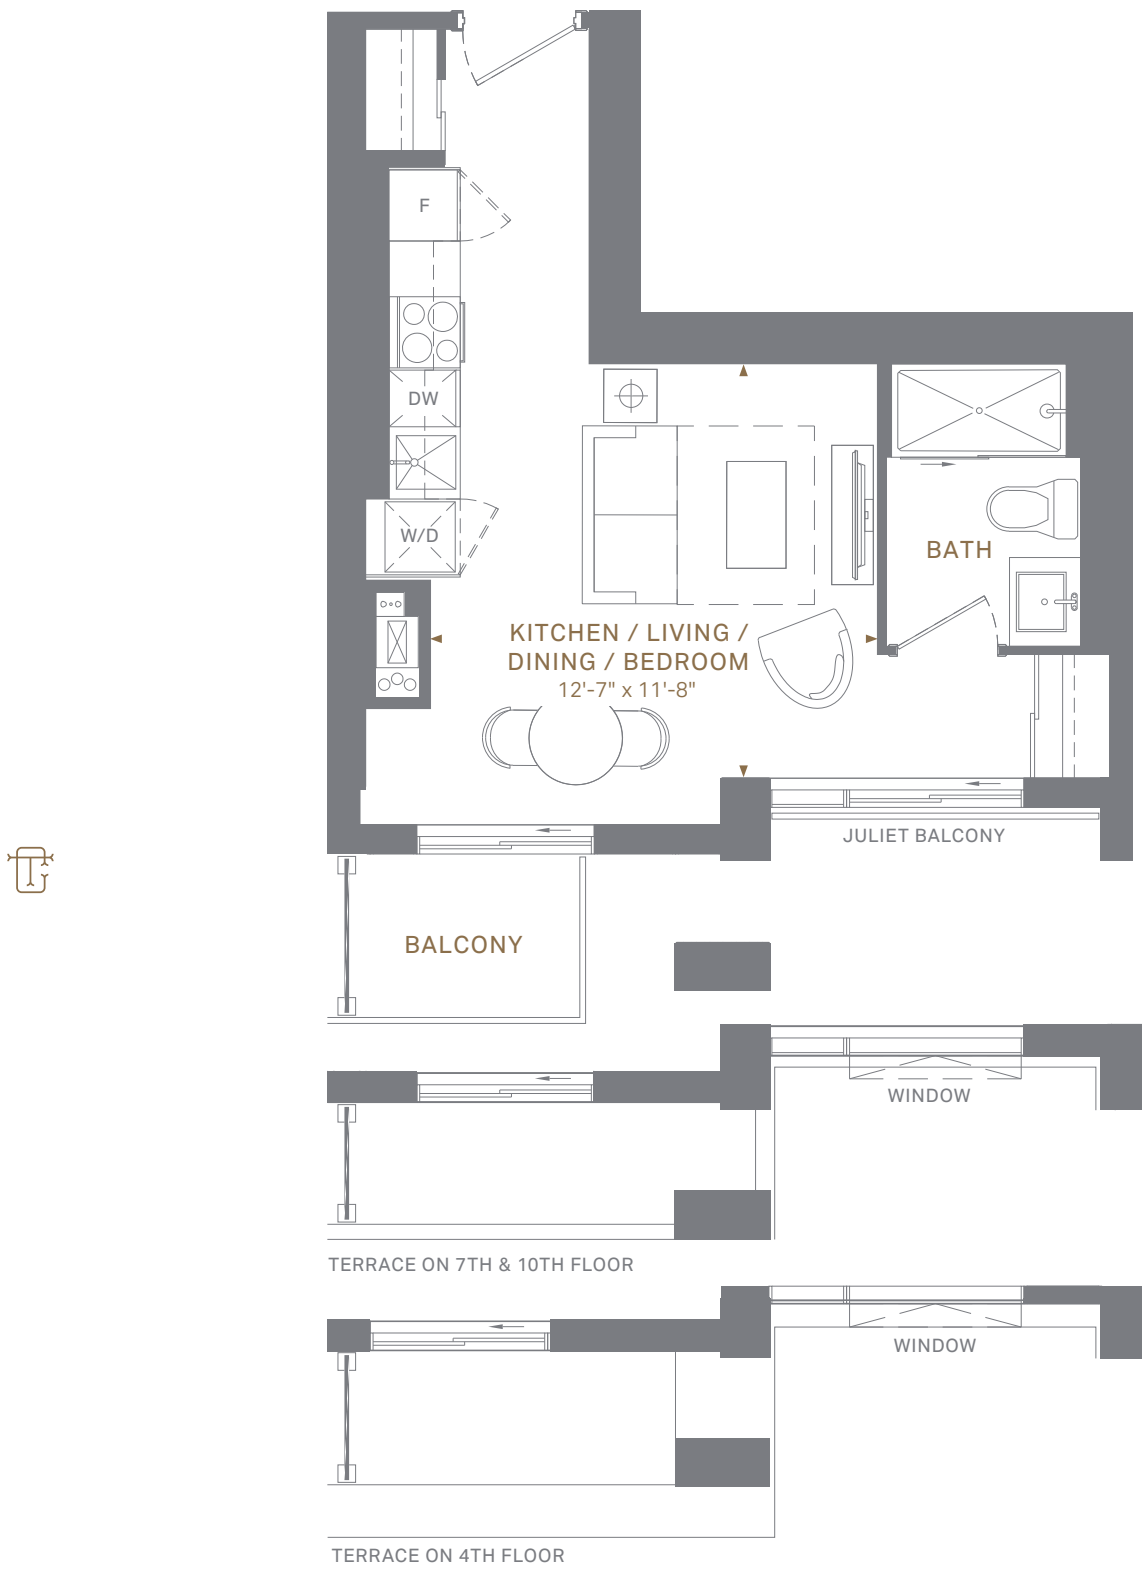 F
DW
W/D
BATH
KITCHEN / LIVING /
DINING / BEDROOM
12'-7" x 11'-8"
JULIET BALCONY
BALCONY
WINDOW
TERRACE ON 7TH & 10TH FLOOR
WINDOW
TERRACE ON 4TH FLOOR